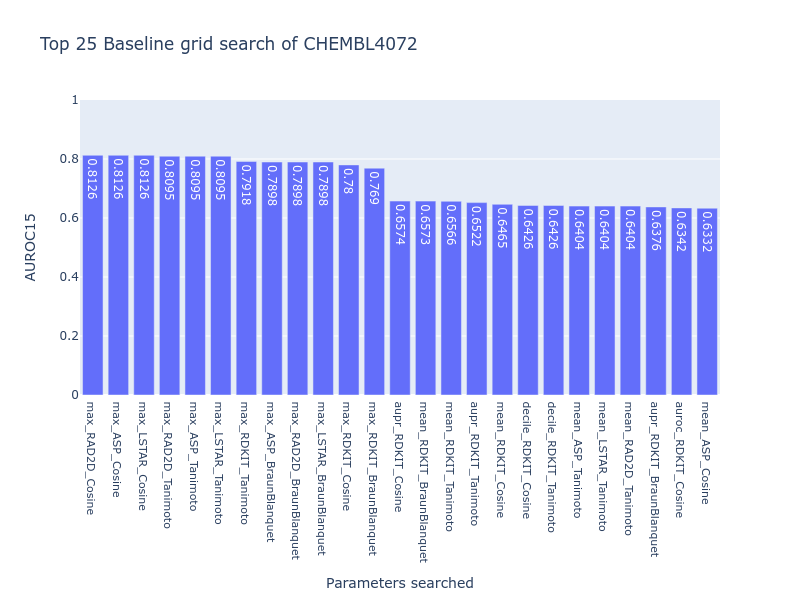 Top 25 Baseline grid search of CHEMBL4072
AUROC15
1
0.8
0.6
0.4
0.2
0
0.8126
0.8126
0.8126
0.8095
0.8095
0.8095
0.7918
0.7898
0.7898
0.7898
0.78
0.769
0.6574
0.6573
0.6566
0.6522
0.6465
0.6426
0.6426
0.6404
0.6404
0.6404
0.6376
0.6342
0.6332
max_RAD2D_Cosine
max_ASP_Cosine
max_LSTAR_Cosine
max_RAD2D_Tanimoto
max_ASP_Tanimoto
max_LSTAR_Tanimoto
max_RDKIT_Tanimoto
max_ASP_BraunBlanquet
max_RAD2D_BraunBlanquet
max_LSTAR_BraunBlanquet
max_RDKIT_Cosine
max_RDKIT_BraunBlanquet
aupr_RDKIT_Cosine
mean_RDKIT_BraunBlanquet
mean_RDKIT_Tanimoto
aupr_RDKIT_Tanimoto
mean_RDKIT_Cosine
decile_RDKIT_Cosine
decile_RDKIT_Tanimoto
mean_ASP_Tanimoto
mean_LSTAR_Tanimoto
mean_RAD2D_Tanimoto
aupr_RDKIT_BraunBlanquet
auroc_RDKIT_Cosine
mean_ASP_Cosine
Parameters searched